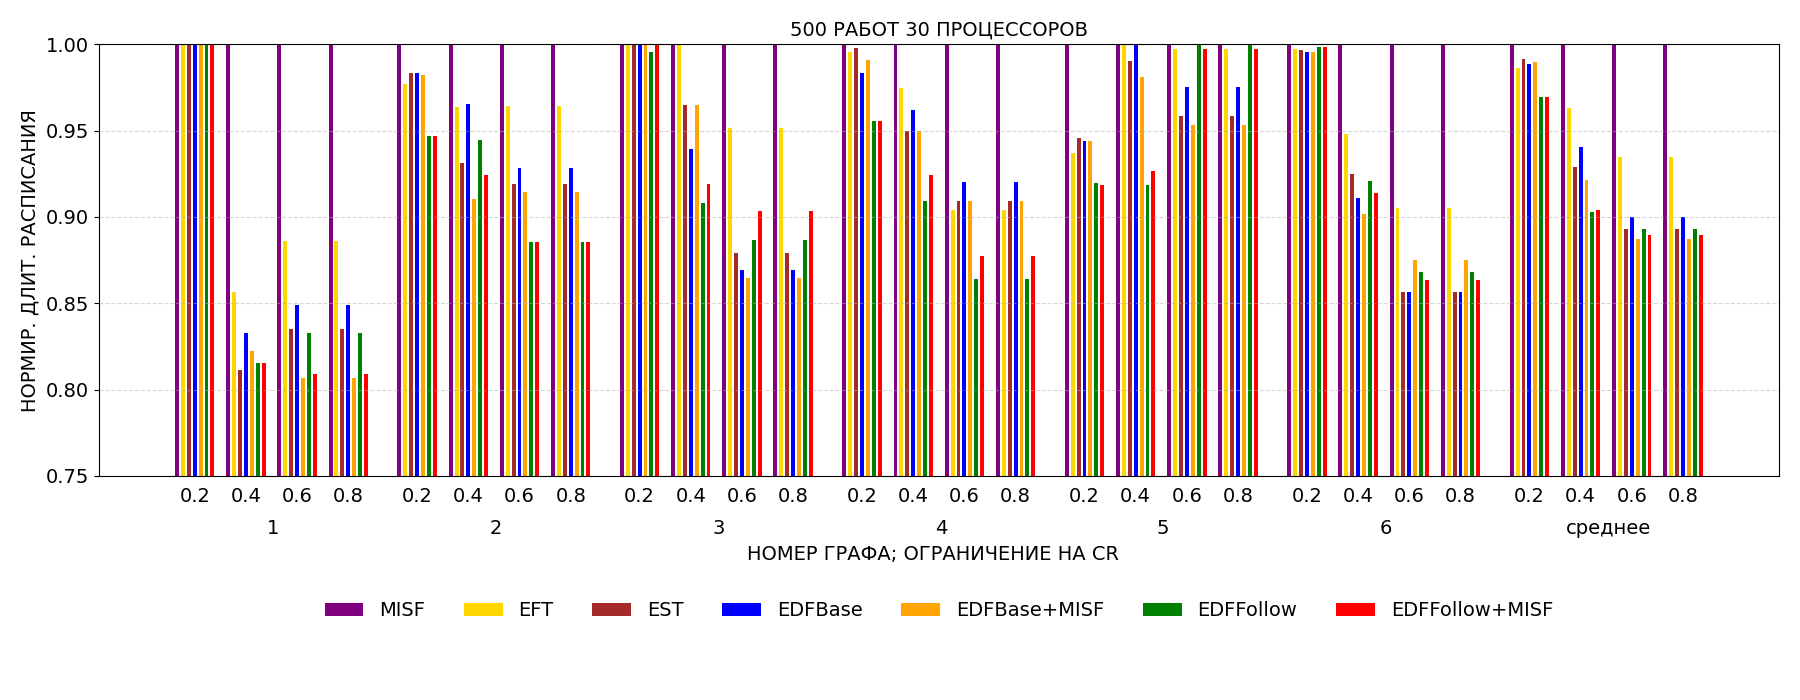 500 РАБОТ 30 ПРОЦЕССОРОВ
НОРМИР. ДЛИТ. РАСПИСАНИЯ
1.00
0.95
0.90
0.85
0.80
0.75
0.2 0.4 0.6 0.8 0.2 0.4 0.6 0.8 0.2 0.4 0.6 0.8 0.2 0.4 0.6 0.8 0.2 0.4 0.6 0.8 0.2 0.4 0.6 0.8 0.2 0.4 0.6 0.8
1 2 3 4 5 6 среднее
НОМЕР ГРАФА; ОГРАНИЧЕНИЕ НА CR
MISF EFT EST EDFBase EDFBase+MISF EDFFollow EDFFollow+MISF